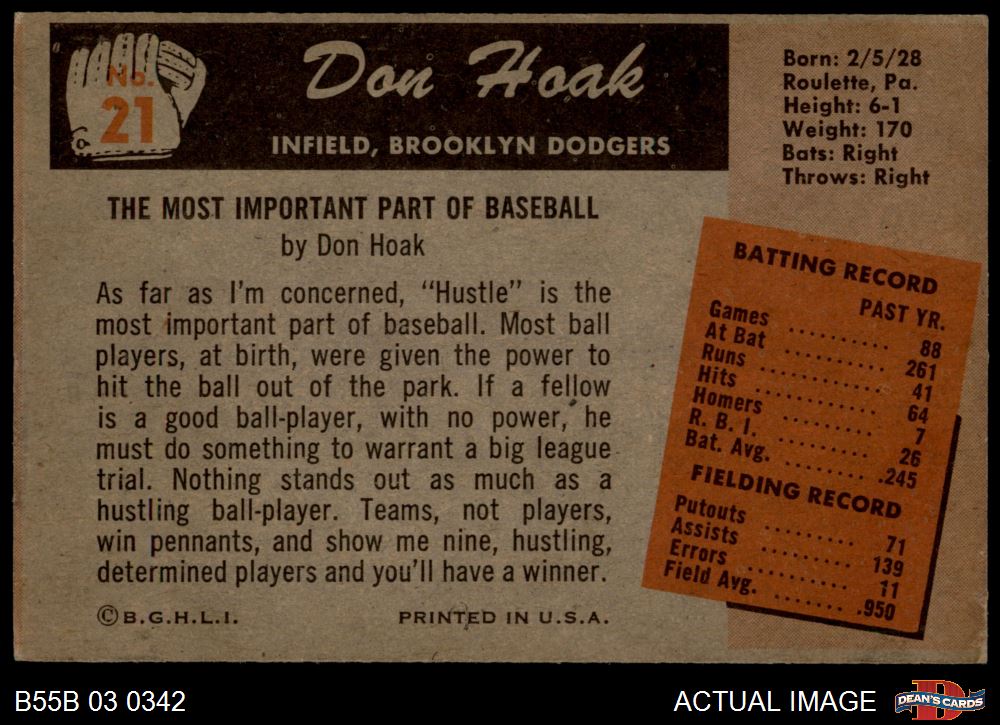 No.
21
Don Hoak
INFIELD, BROOKLYN DODGERS
Born: 2/5/28
Roulette, Pa.
Height: 6-1
Weight: 170
Bats: Right
Throws: Right
THE MOST IMPORTANT PART OF BASEBALL
by Don Hoak
As far as I'm concerned, "Hustle" is the
most important part of baseball. Most ball
players, at birth, were given the power to
hit the ball out of the park. If a fellow
is a good ball-player, with no power, he
must do something to warrant a big league
trial. Nothing stands out as much as a
hustling ball-player. Teams, not players,
win pennants, and show me nine, hustling,
determined players and you'll have a winner.
©B.G.H.L.I.
PRINTED IN U.S.A.
BATTING RECORD
PAST YR.
Games ......... 88
At Bat ......... 261
Runs ............ 41
Hits ............ 64
Homers ......... 7
R. B. I. ......... 26
Bat. Avg. ....... .245
FIELDING RECORD
Putouts ......... 71
Assists ......... 139
Errors .......... 11
Field Avg. ....... .950
B55B 03 0342
ACTUAL IMAGE
D
DEAN'S CARDS